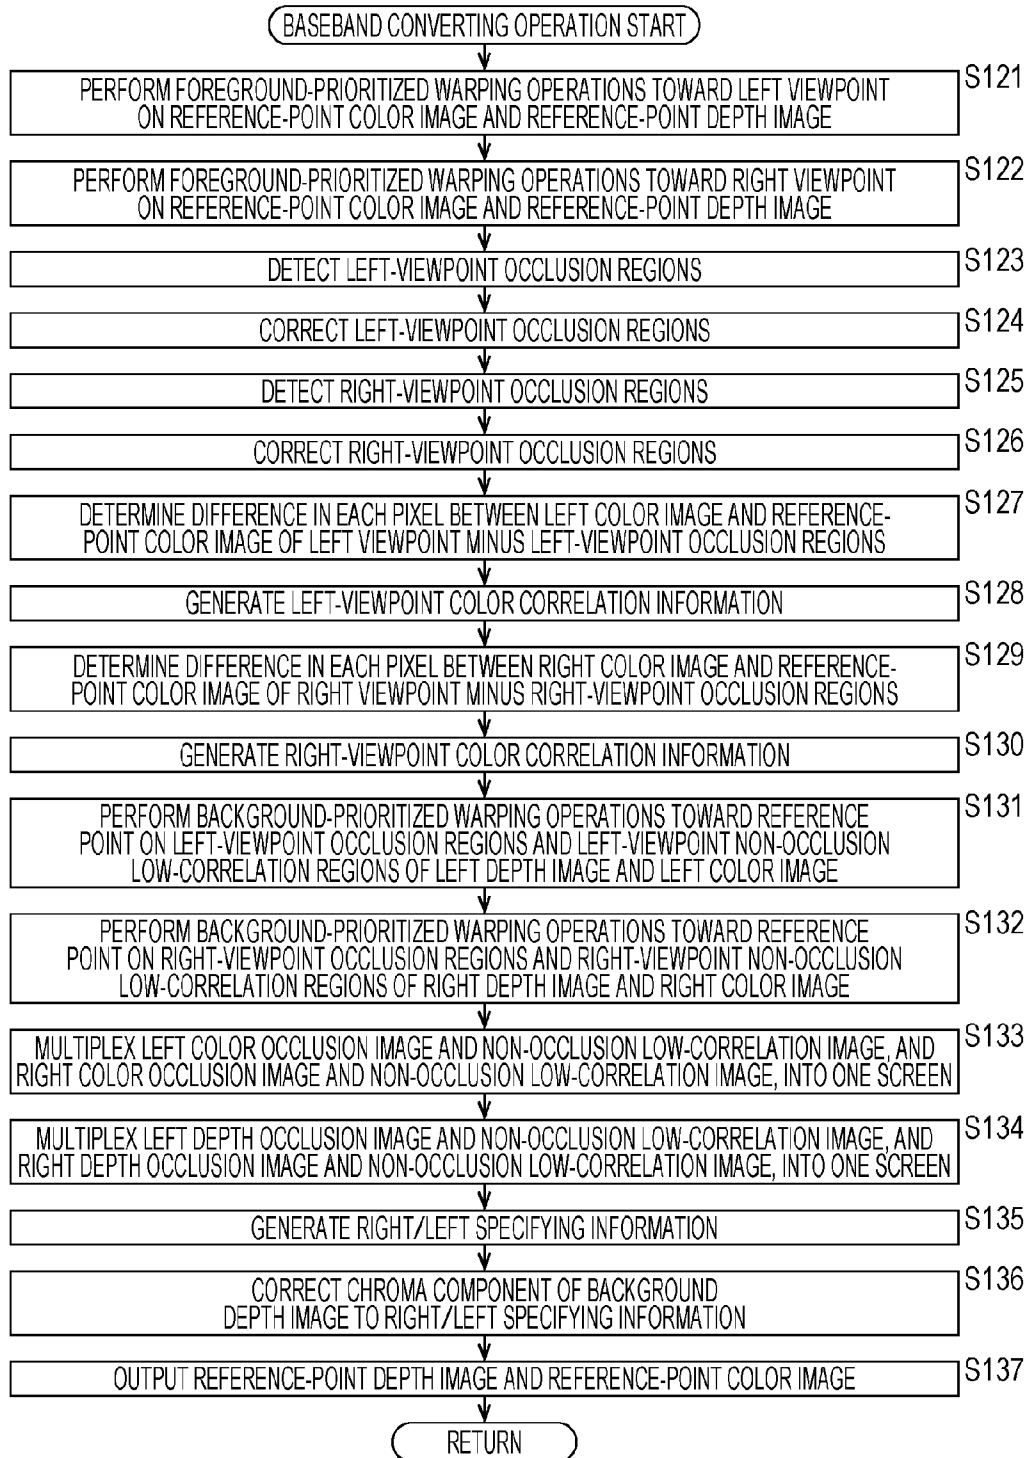 BASEBAND CONVERTING OPERATION START
S121
PERFORM FOREGROUND-PRIORITIZED WARPING OPERATIONS TOWARD LEFT VIEWPOINT
ON REFERENCE-POINT COLOR IMAGE AND REFERENCE-POINT DEPTH IMAGE
S122
PERFORM FOREGROUND-PRIORITIZED WARPING OPERATIONS TOWARD RIGHT VIEWPOINT
ON REFERENCE-POINT COLOR IMAGE AND REFERENCE-POINT DEPTH IMAGE
S123
DETECT LEFT-VIEWPOINT OCCLUSION REGIONS
S124
CORRECT LEFT-VIEWPOINT OCCLUSION REGIONS
S125
DETECT RIGHT-VIEWPOINT OCCLUSION REGIONS
S126
CORRECT RIGHT-VIEWPOINT OCCLUSION REGIONS
S127
DETERMINE DIFFERENCE IN EACH PIXEL BETWEEN LEFT COLOR IMAGE AND REFERENCE-
POINT COLOR IMAGE OF LEFT VIEWPOINT MINUS LEFT-VIEWPOINT OCCLUSION REGIONS
S128
GENERATE LEFT-VIEWPOINT COLOR CORRELATION INFORMATION
S129
DETERMINE DIFFERENCE IN EACH PIXEL BETWEEN RIGHT COLOR IMAGE AND REFERENCE-
POINT COLOR IMAGE OF RIGHT VIEWPOINT MINUS RIGHT-VIEWPOINT OCCLUSION REGIONS
S130
GENERATE RIGHT-VIEWPOINT COLOR CORRELATION INFORMATION
S131
PERFORM BACKGROUND-PRIORITIZED WARPING OPERATIONS TOWARD REFERENCE
POINT ON LEFT-VIEWPOINT OCCLUSION REGIONS AND LEFT-VIEWPOINT NON-OCCLUSION
LOW-CORRELATION REGIONS OF LEFT DEPTH IMAGE AND LEFT COLOR IMAGE
S132
PERFORM BACKGROUND-PRIORITIZED WARPING OPERATIONS TOWARD REFERENCE
POINT ON RIGHT-VIEWPOINT OCCLUSION REGIONS AND RIGHT-VIEWPOINT NON-OCCLUSION
LOW-CORRELATION REGIONS OF RIGHT DEPTH IMAGE AND RIGHT COLOR IMAGE
S133
MULTIPLEX LEFT COLOR OCCLUSION IMAGE AND NON-OCCLUSION LOW-CORRELATION IMAGE, AND
RIGHT COLOR OCCLUSION IMAGE AND NON-OCCLUSION LOW-CORRELATION IMAGE, INTO ONE SCREEN
S134
MULTIPLEX LEFT DEPTH OCCLUSION IMAGE AND NON-OCCLUSION LOW-CORRELATION IMAGE, AND
RIGHT DEPTH OCCLUSION IMAGE AND NON-OCCLUSION LOW-CORRELATION IMAGE, INTO ONE SCREEN
S135
GENERATE RIGHT/LEFT SPECIFYING INFORMATION
S136
CORRECT CHROMA COMPONENT OF BACKGROUND
DEPTH IMAGE TO RIGHT/LEFT SPECIFYING INFORMATION
S137
OUTPUT REFERENCE-POINT DEPTH IMAGE AND REFERENCE-POINT COLOR IMAGE
RETURN